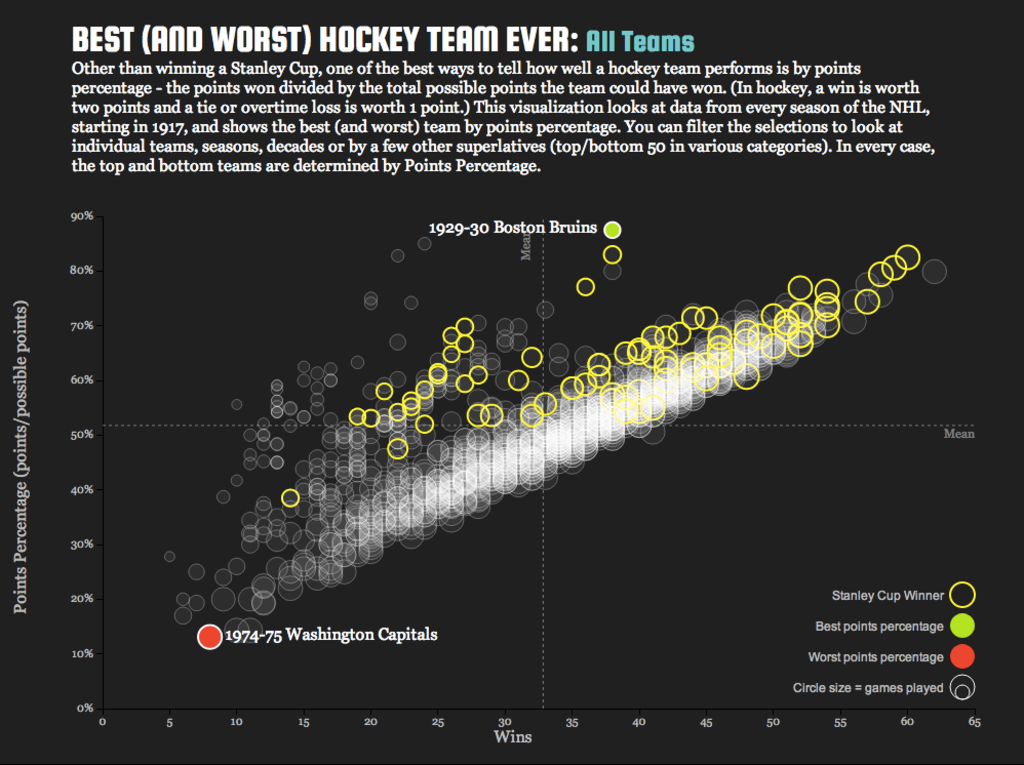 BEST (AND WORST) HOCKEY TEAM EVER: All Teams
Other than winning a Stanley Cup, one of the best ways to tell how well a hockey team performs is by points
percentage - the points won divided by the total possible points the team could have won. (In hockey, a win is worth
two points and a tie or overtime loss is worth 1 point.) This visualization looks at data from every season of the NHL,
starting in 1917, and shows the best (and worst) team by points percentage. You can filter the selections to look at
individual teams, seasons, decades or by a few other superlatives (top/bottom 50 in various categories). In every case,
the top and bottom teams are determined by Points Percentage.
Points Percentage (points/possible points)
90%
80%
70%
60%
50%
40%
30%
20%
10%
0%
1929-30 Boston Bruins
Mean
Mean
1974-75 Washington Capitals
Stanley Cup Winner
Best points percentage
Worst points percentage
Circle size = games played
0 5 10 15 20 25 30 35 40 45 50 55 60 65
Wins